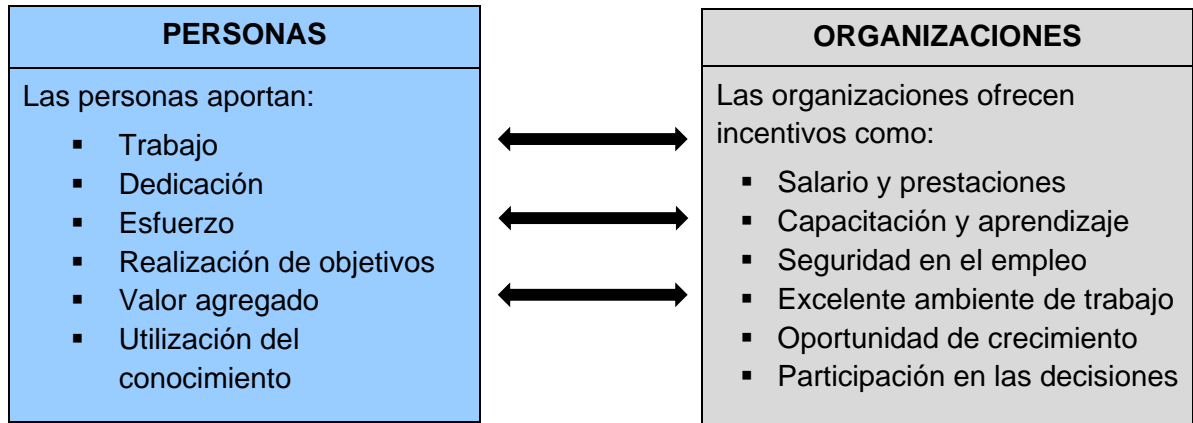 PERSONAS
Las personas aportan:
▪ Trabajo
▪ Dedicación
▪ Esfuerzo
▪ Realización de objetivos
▪ Valor agregado
▪ Utilización del
conocimiento
ORGANIZACIONES
Las organizaciones ofrecen
incentivos como:
▪ Salario y prestaciones
▪ Capacitación y aprendizaje
▪ Seguridad en el empleo
▪ Excelente ambiente de trabajo
▪ Oportunidad de crecimiento
▪ Participación en las decisiones